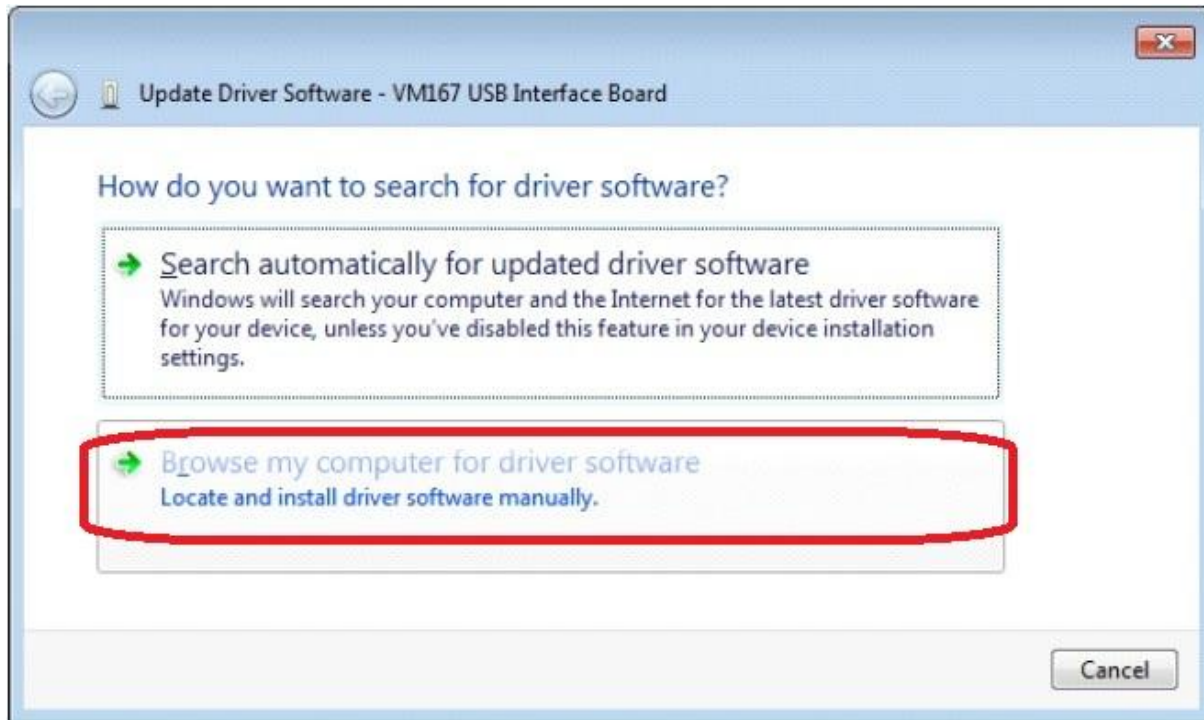 Update Driver Software - VM167 USB Interface Board
How do you want to search for driver software?
Search automatically for updated driver software
Windows will search your computer and the Internet for the latest driver software
for your device, unless you've disabled this feature in your device installation
settings.
Browse my computer for driver software
Locate and install driver software manually.
Cancel